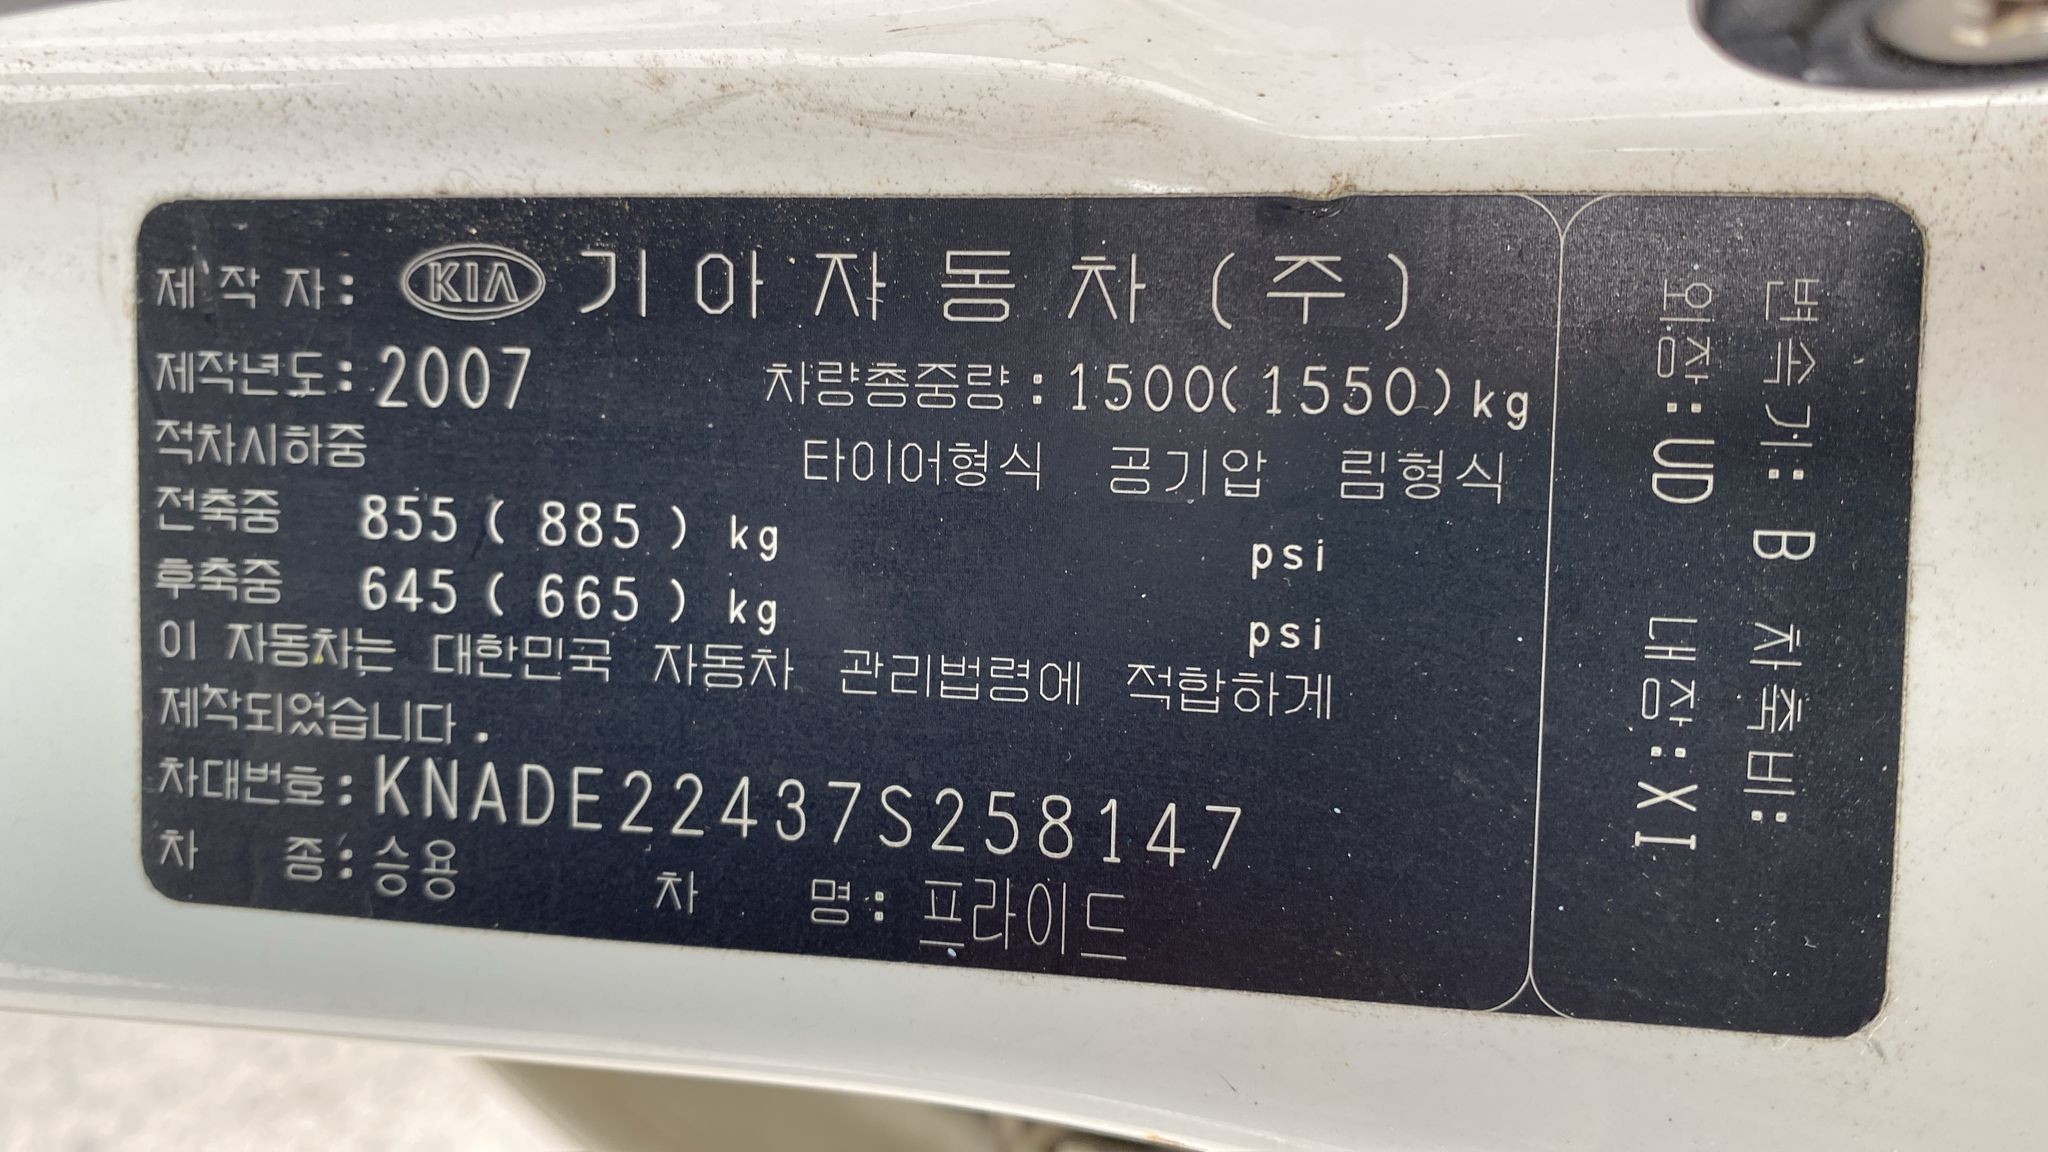 제 작 자 : KIA 기 아 자 동 차 ( 주 )
제작년도 : 2007 차량총중량 : 1500(1550)kg
적차시하중 타이어형식 공기압 림형식
전축중 855 ( 885 ) kg psi
후축중 645 ( 665 ) kg psi
이 자동차는 대한민국 자동차 관리법령에 적합하게
제작되었습니다 .
차대번호 : KNADE22437S258147
차 종 : 승용 차 명 : 프라이드
변속기 : B 차축비 :
외장 : UD 내장 : XI